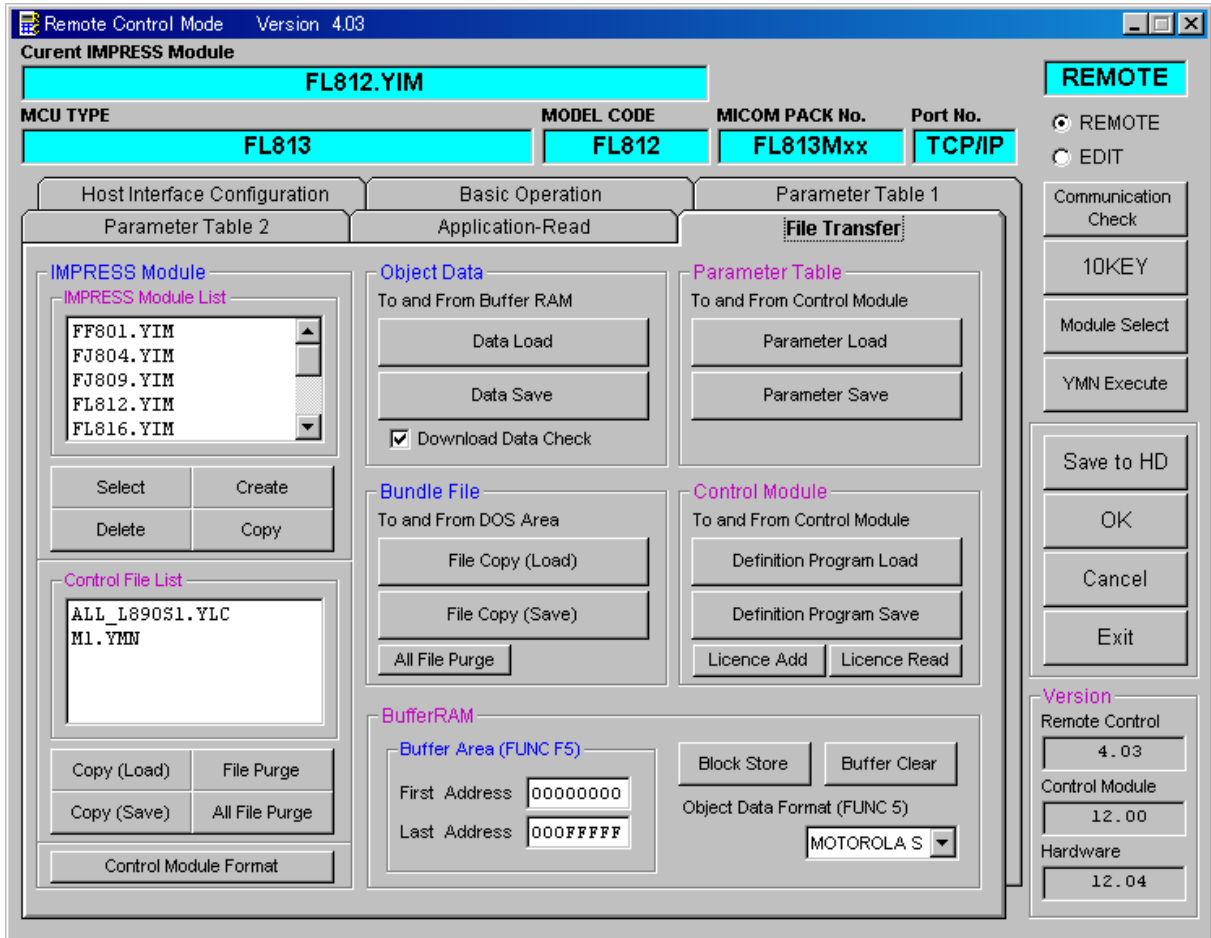 Remote Control Mode Version 4.03
Curent IMPRESS Module
FL812.YIM
REMOTE
MCU TYPE MODEL CODE MICOM PACK No. Port No.
FL813 FL812 FL813Mxx TCP/IP
REMOTE
EDIT
Host Interface Configuration Basic Operation Parameter Table 1
Parameter Table 2 Application-Read File Transfer
IMPRESS Module
IMPRESS Module List
FF801.YIM
FJ804.YIM
FJ809.YIM
FL812.YIM
FL816.YIM
Select Create
Delete Copy
Control File List
ALL_L890S1.YLC
M1.YMN
Copy (Load) File Purge
Copy (Save) All File Purge
Control Module Format
Object Data
To and From Buffer RAM
Data Load
Data Save
Download Data Check
Parameter Table
To and From Control Module
Parameter Load
Parameter Save
Bundle File
To and From DOS Area
File Copy (Load)
File Copy (Save)
All File Purge
Control Module
To and From Control Module
Definition Program Load
Definition Program Save
Licence Add Licence Read
BufferRAM
Buffer Area (FUNC F5)
First Address 00000000
Last Address 000FFFFF
Block Store Buffer Clear
Object Data Format (FUNC 5)
MOTOROLA S
Communication
Check
10KEY
Module Select
YMN Execute
Save to HD
OK
Cancel
Exit
Version
Remote Control
4.03
Control Module
12.00
Hardware
12.04